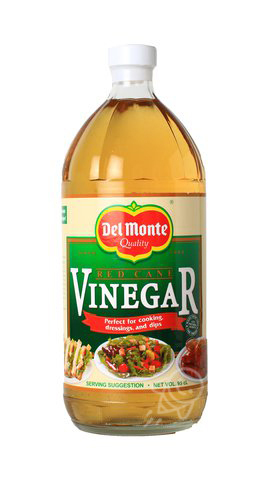 Del Monte
Quality
RED CANE
VINEGAR
Perfect for cooking,
dressings, and dips
SERVING SUGGESTION • NET VOL.